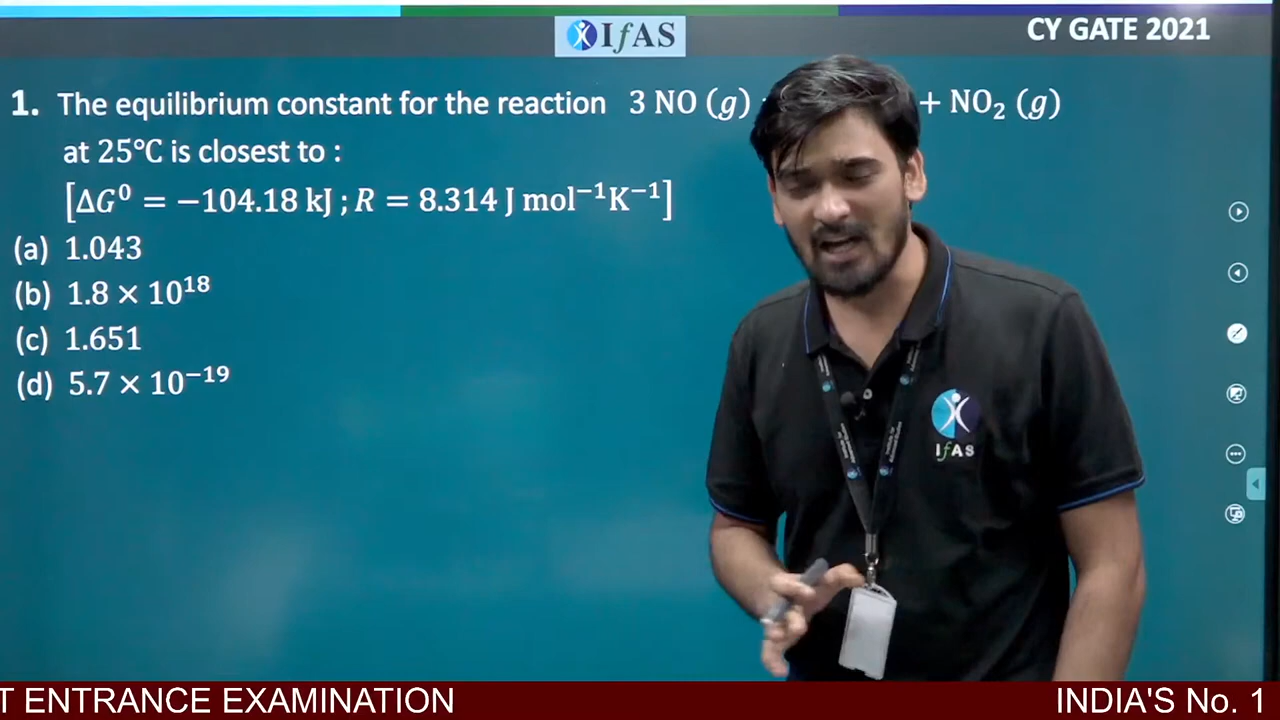 IfAS
CY GATE 2021
1. The equilibrium constant for the reaction 3 NO (g) + NO₂ (g)
at 25℃ is closest to :
[ΔG⁰ = −104.18 kJ ; R = 8.314 J mol⁻¹K⁻¹]
(a) 1.043
(b) 1.8 × 10¹⁸
(c) 1.651
(d) 5.7 × 10⁻¹⁹
IfAS
T ENTRANCE EXAMINATION
INDIA'S No. 1